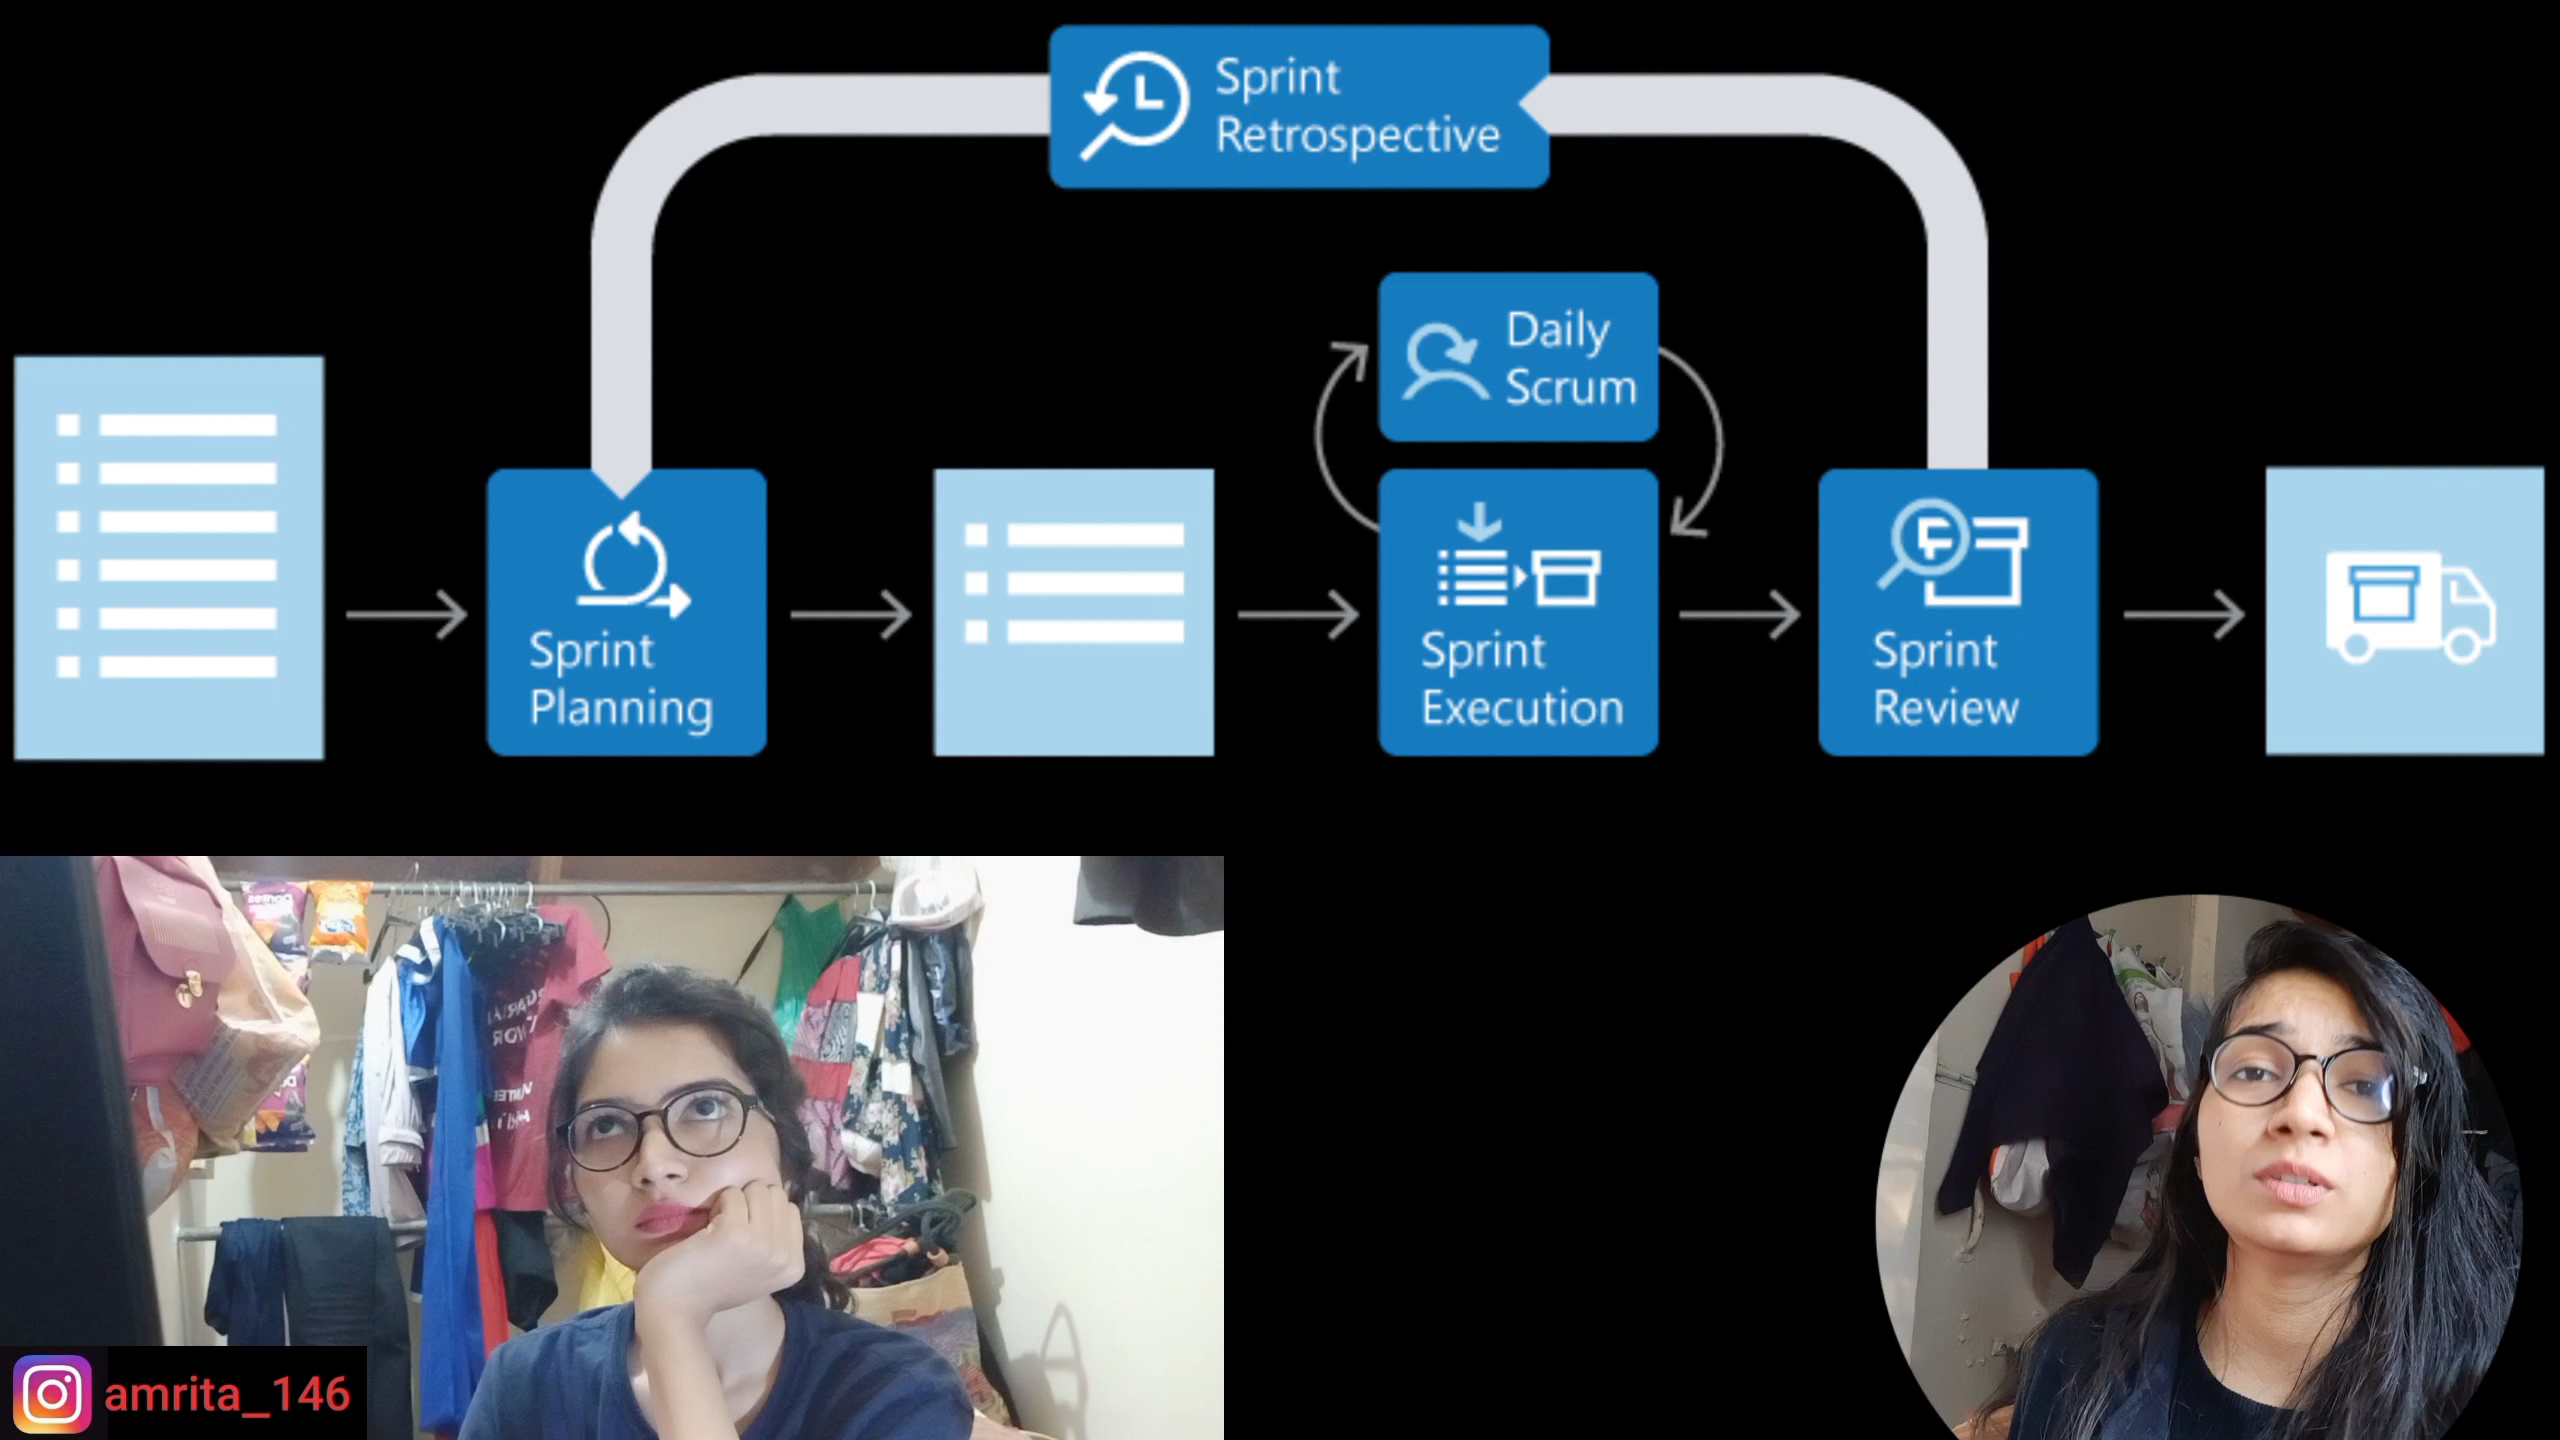 Sprint
Retrospective
Daily
Scrum
Sprint
Planning
Sprint
Execution
Sprint
Review
amrita_146